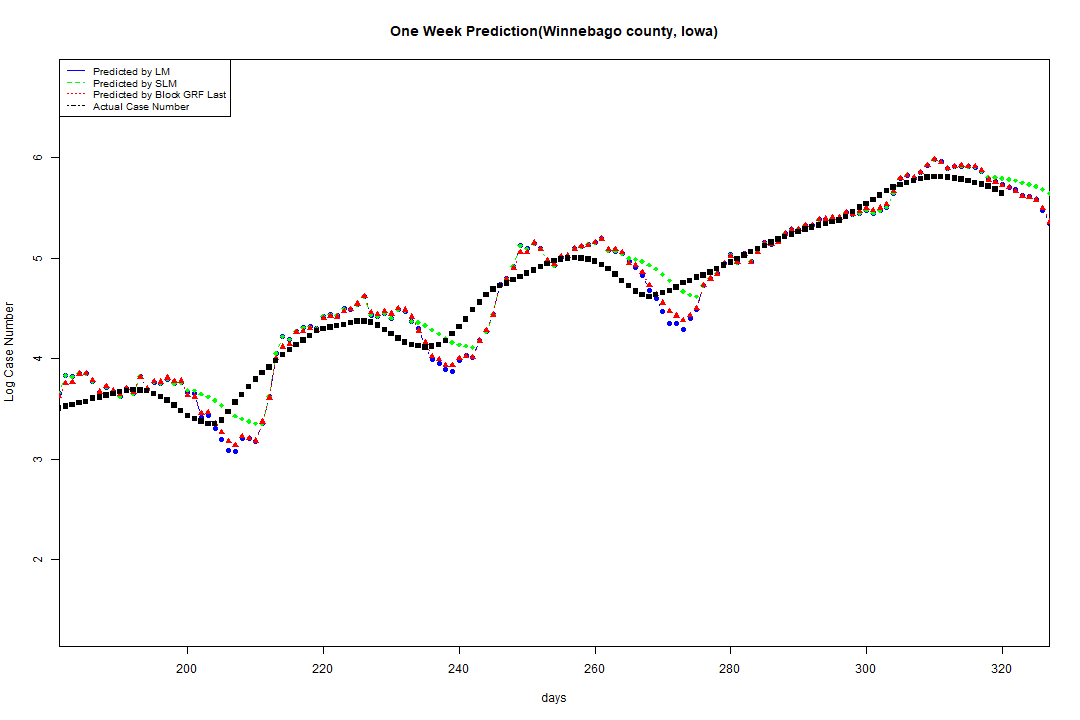 One Week Prediction(Winnebago county, Iowa)
Predicted by LM
Predicted by SLM
Predicted by Block GRF Last
Actual Case Number
Log Case Number
6
5
4
3
2
200 220 240 260 280 300 320
days